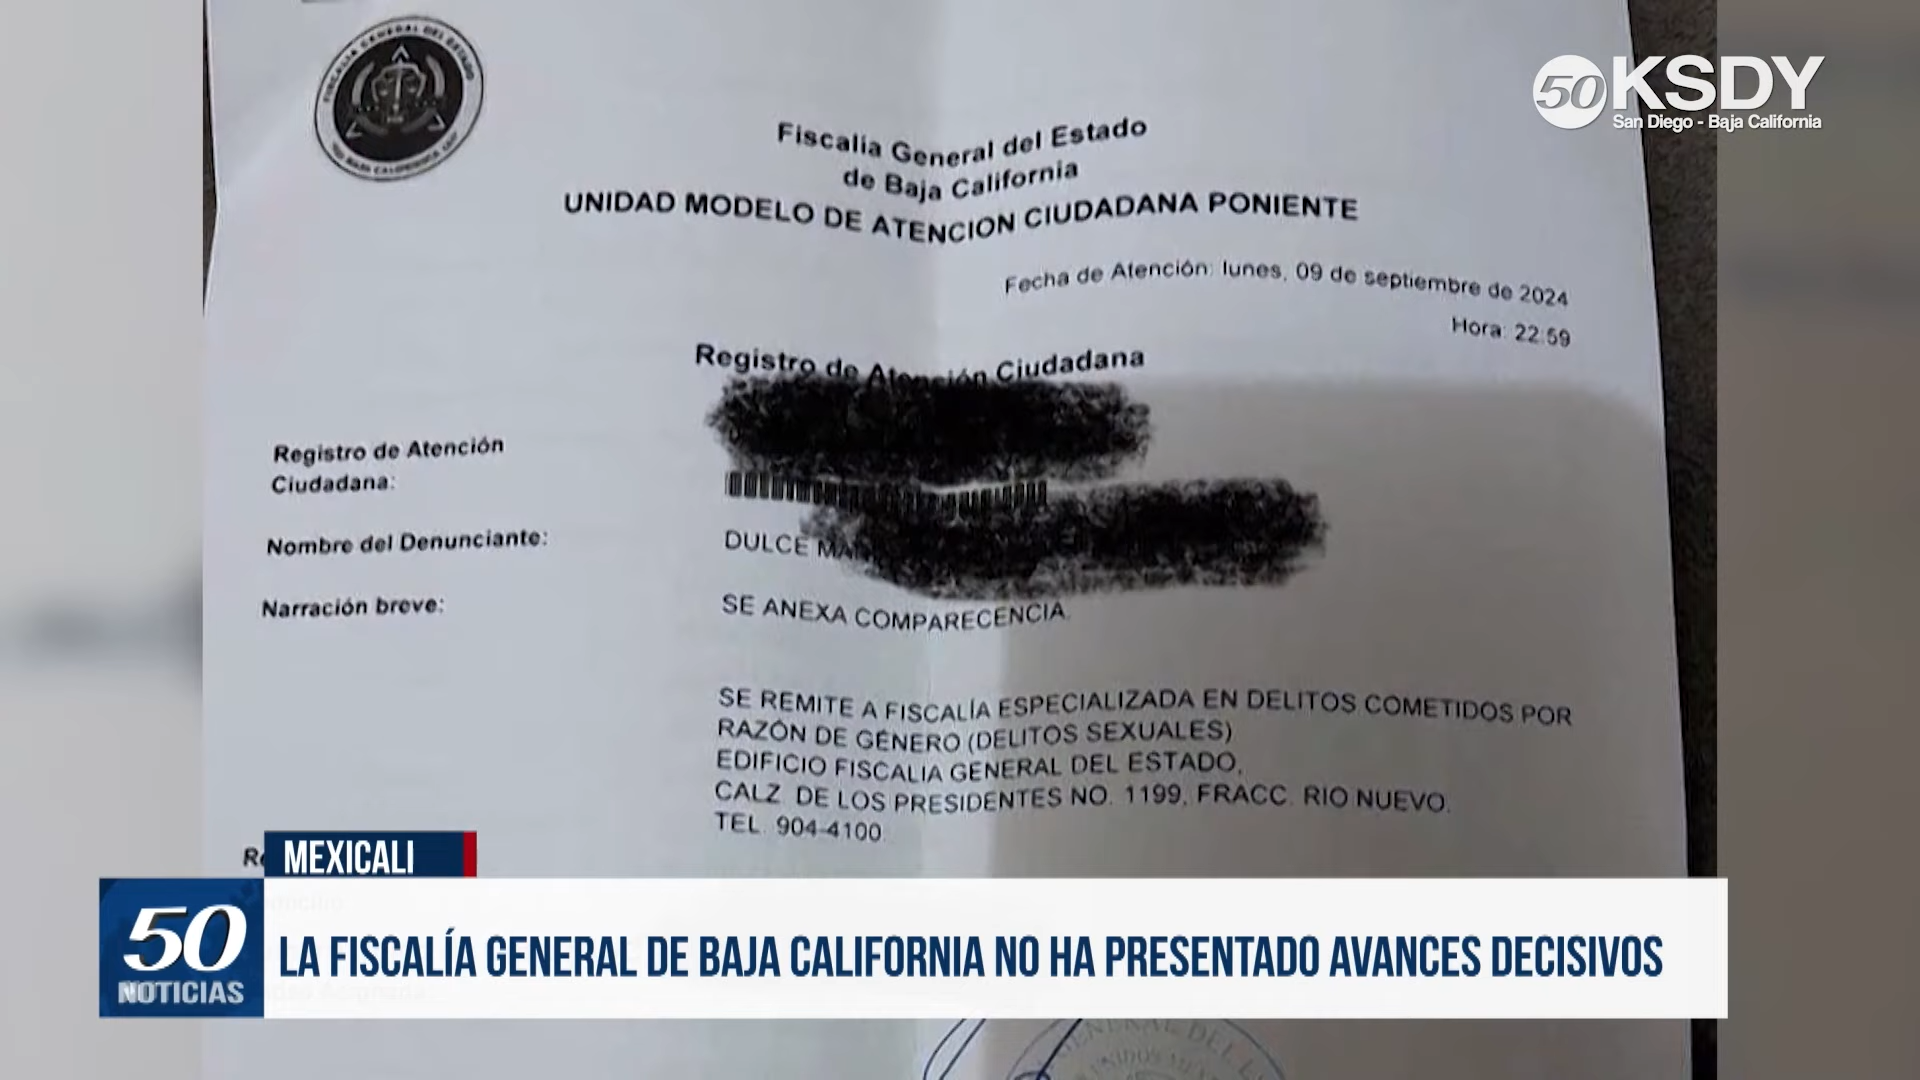 FISCALIA GENERAL DEL ESTADO
50 KSDY
San Diego - Baja California
Fiscalía General del Estado
de Baja California
UNIDAD MODELO DE ATENCION CIUDADANA PONIENTE
Fecha de Atención: lunes, 09 de septiembre de 2024
Hora: 22:59
Registro de Atención Ciudadana
Registro de Atención
Ciudadana:
Nombre del Denunciante:
DULCE
Narración breve:
SE ANEXA COMPARECENCIA.
SE REMITE A FISCALÍA ESPECIALIZADA EN DELITOS COMETIDOS POR
RAZÓN DE GÉNERO (DELITOS SEXUALES)
EDIFICIO FISCALIA GENERAL DEL ESTADO,
CALZ. DE LOS PRESIDENTES NO. 1199, FRACC. RIO NUEVO.
TEL. 904-4100
MEXICALI
50
NOTICIAS
LA FISCALÍA GENERAL DE BAJA CALIFORNIA NO HA PRESENTADO AVANCES DECISIVOS